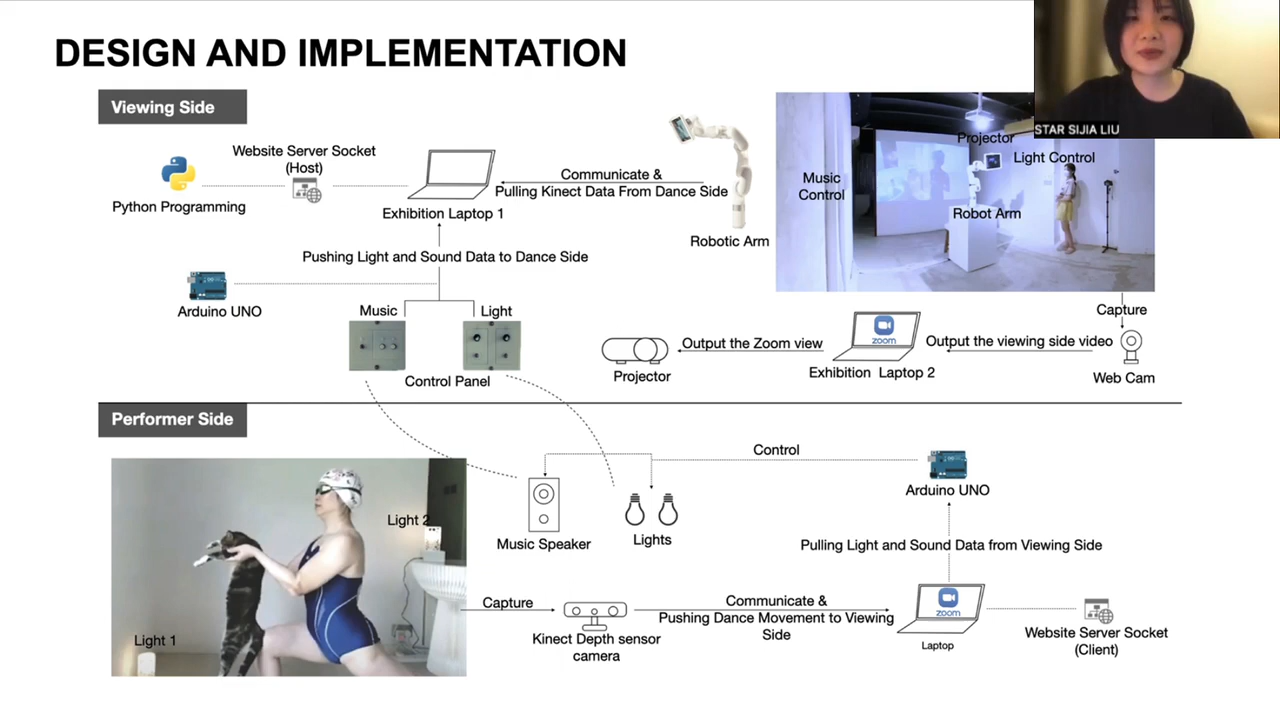 DESIGN AND IMPLEMENTATION
STAR SIJIA LIU
Viewing Side
Website Server Socket
(Host)
Python Programming
Exhibition Laptop 1
Communicate &
Pulling Kinect Data From Dance Side
Robotic Arm
Projector
Light Control
Music
Control
Robot Arm
Pushing Light and Sound Data to Dance Side
Arduino UNO
Music
Light
Control Panel
Capture
Output the Zoom view
zoom
Output the viewing side video
Projector
Exhibition Laptop 2
Web Cam
Performer Side
Light 2
Light 1
Control
Arduino UNO
Music Speaker
Lights
Pulling Light and Sound Data from Viewing Side
Capture
Kinect Depth sensor
camera
Communicate &
Pushing Dance Movement to Viewing
Side
zoom
Laptop
Website Server Socket
(Client)